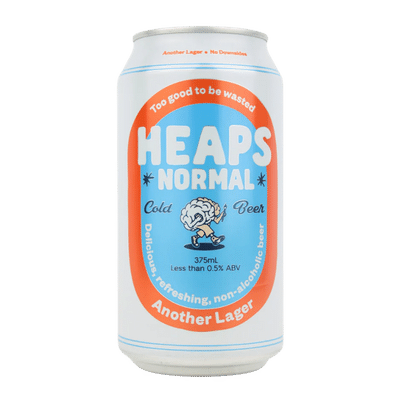 Another Lager × No Downsides
Too good to be wasted
HEAPS
NORMAL
Cold Beer
375mL
Less than 0.5% ABV
Delicious, refreshing, non-alcoholic beer
Another Lager